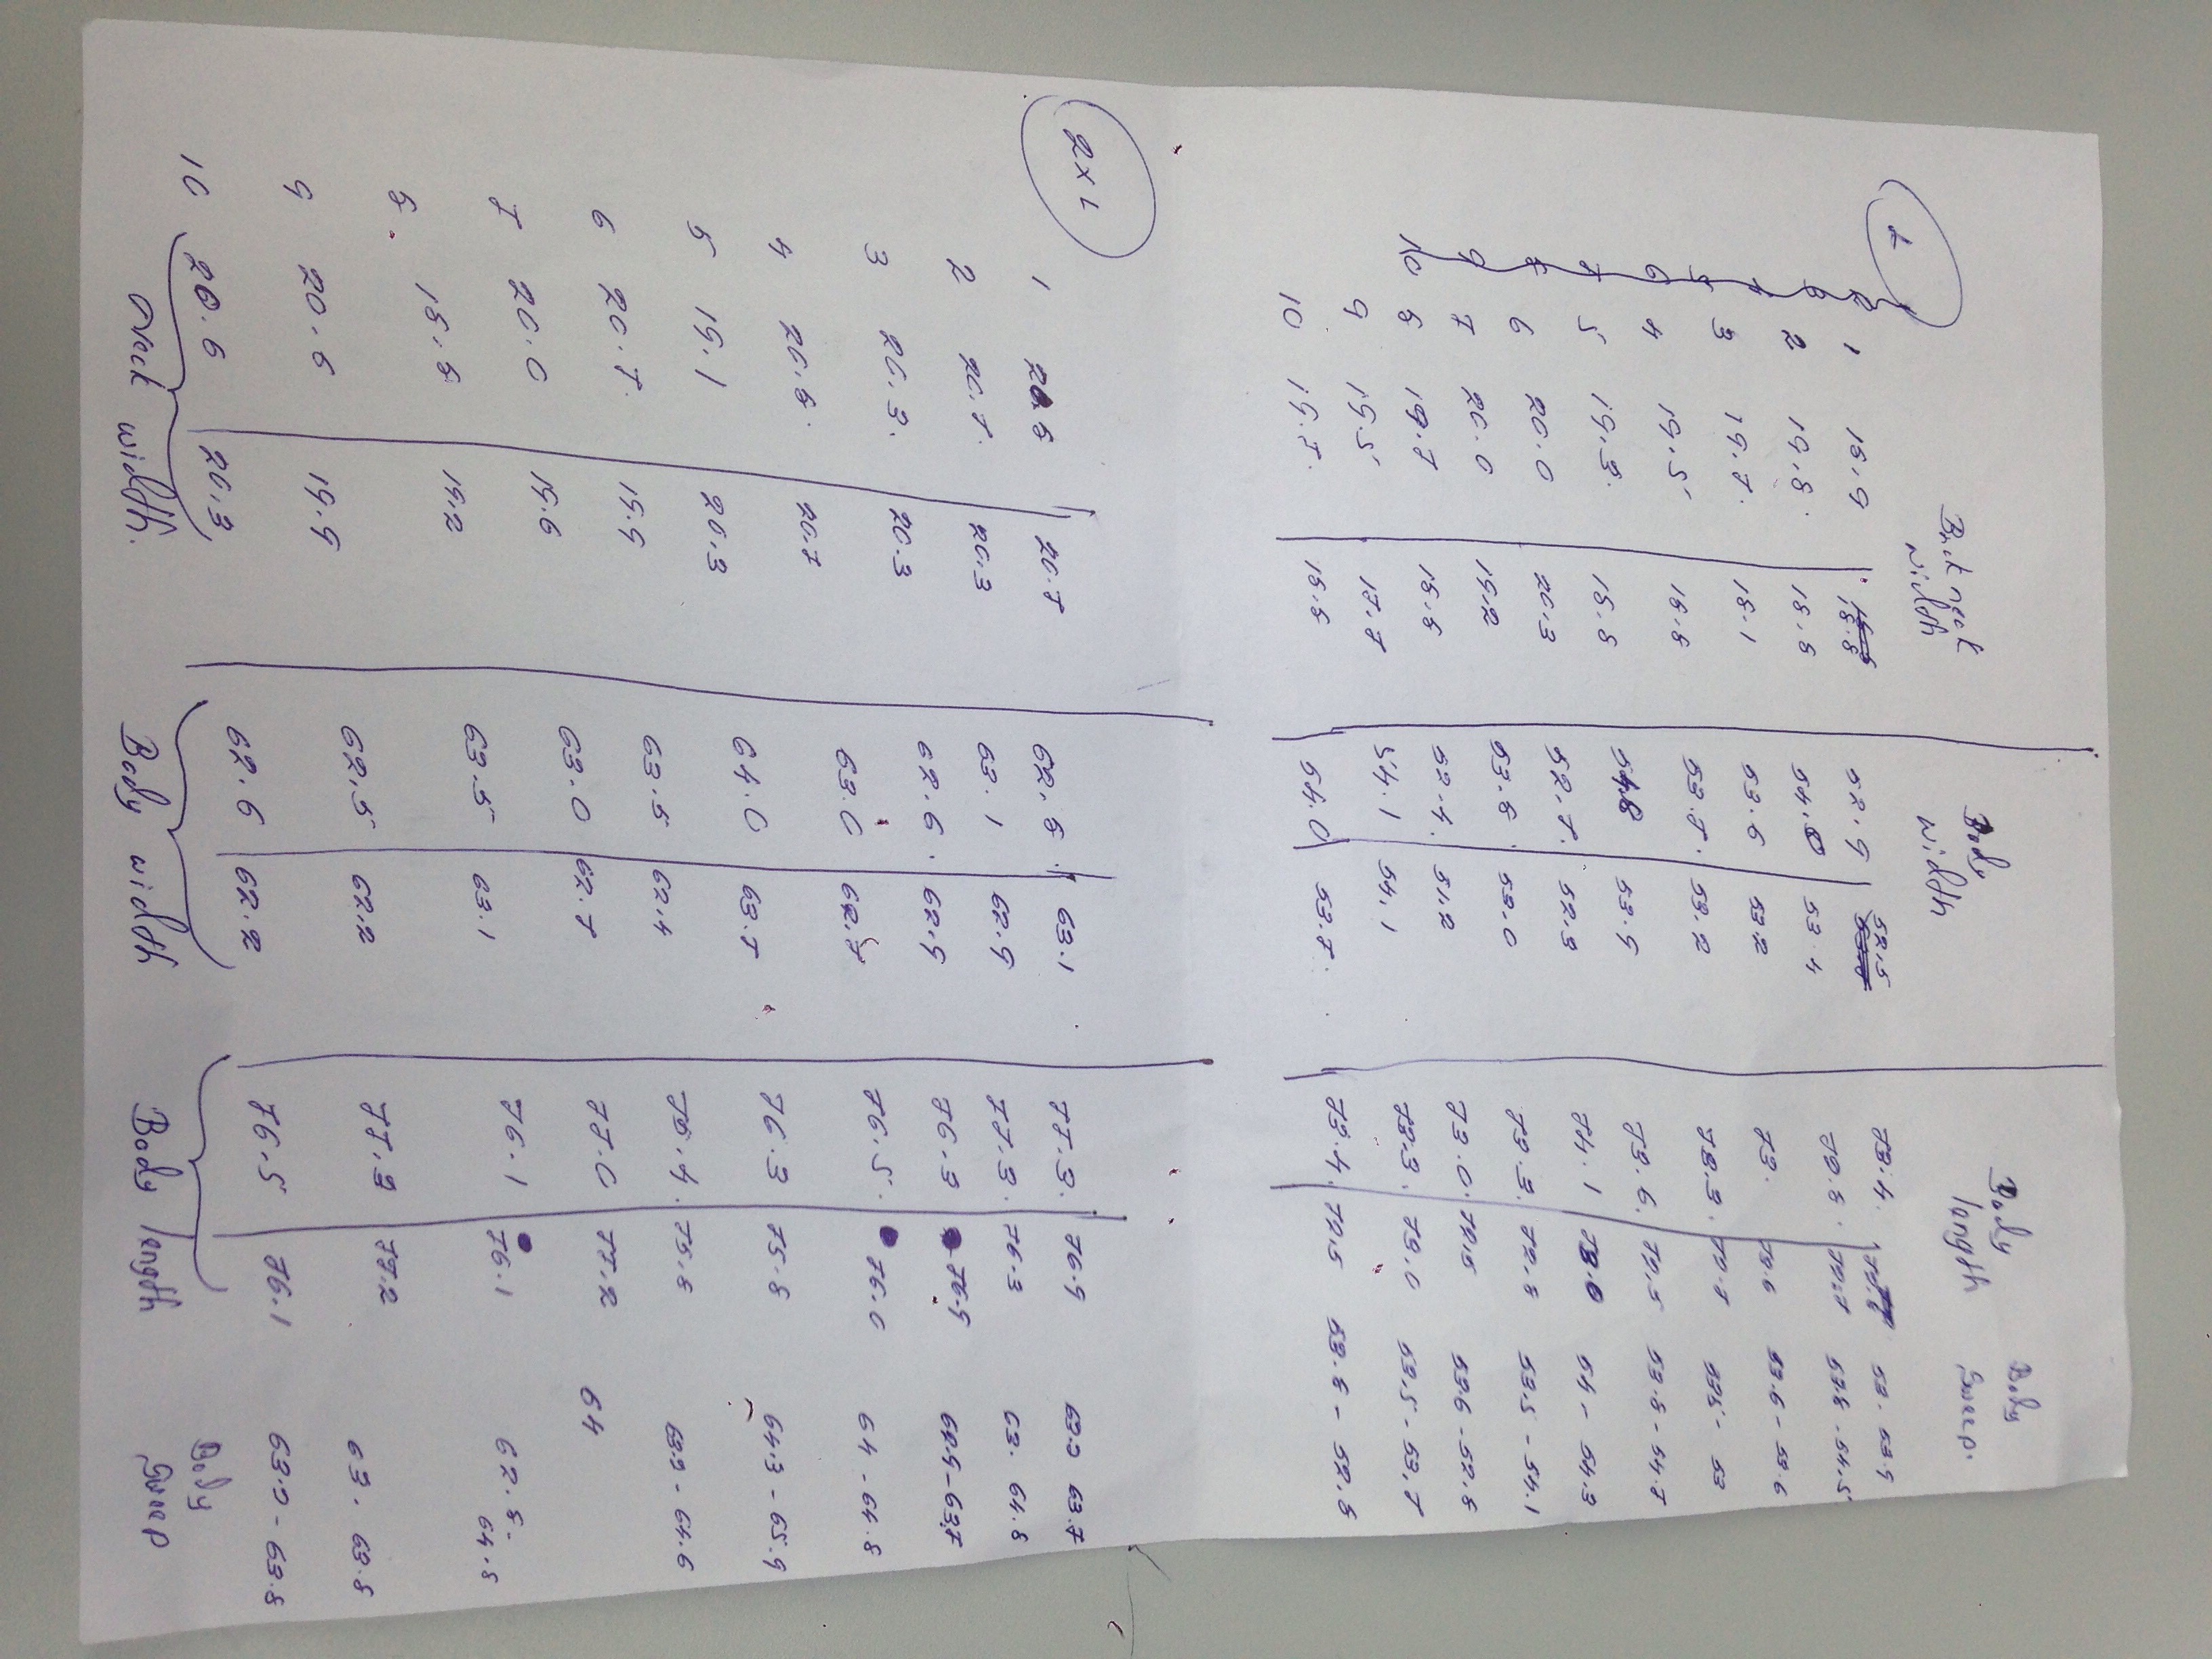 Back neck width Body width Body length Body Sweep.
L
1 18.9 18.8 52.9 52.5 73.4 53. 53.9
2 19.8 18.8 54.0 53.4 72.8 72.7 53.8 - 54.5
3 19.7 18.1 53.6 53.2 73. 73.6 53.6 - 53.6
4 19.5 18.8 53.7 53.2 73.3 72.7 535 - 53
5 19.3 18.8 54.8 53.9 73.6 72.5 53.8 - 54.7
6 20.0 20.3 52.7 52.3 74.1 73.0 54 - 54.3
7 20.0 19.2 53.8 53.0 73.3 72.8 53.5 - 54.1
8 19.7 18.8 52.4 51.2 73.0 72.5 53.6 - 52.8
9 19.5 17.7 54.1 54.1 73.3 73.0 53.5 - 53.7
10 19.7 18.8 54.0 53.7 73.4 72.5 53.8 - 52.8
2XL
1 20.8 20.7 62.8 63.1 77.3 76.9 63.2 63.7
2 20.7 20.3 63.1 62.9 77.3 76.3 63. 64.8
3 20.3 20.3 62.6 62.9 76.3 76.9 62.9 - 63.7
4 20.8 20.7 63.0 62.7 76.5 76.0 64 - 64.8
5 19.1 20.3 64.0 63.7 76.3 75.8 64.3 - 65.9
6 20.7 19.9 63.5 62.4 75.4 75.8 63.2 - 64.6
7 20.0 19.6 63.0 62.7 77.0 77.2 64
8 18.8 19.2 63.5 63.1 76.1 76.1 62.8 -
64.8
9 20.6 19.9 62.5 62.2 77.3 77.2 63. 63.8
10 20.6 20.3 62.6 62.2 76.5 76.1 63.2 - 63.8
Neck width. Body width Body length Body Sweep